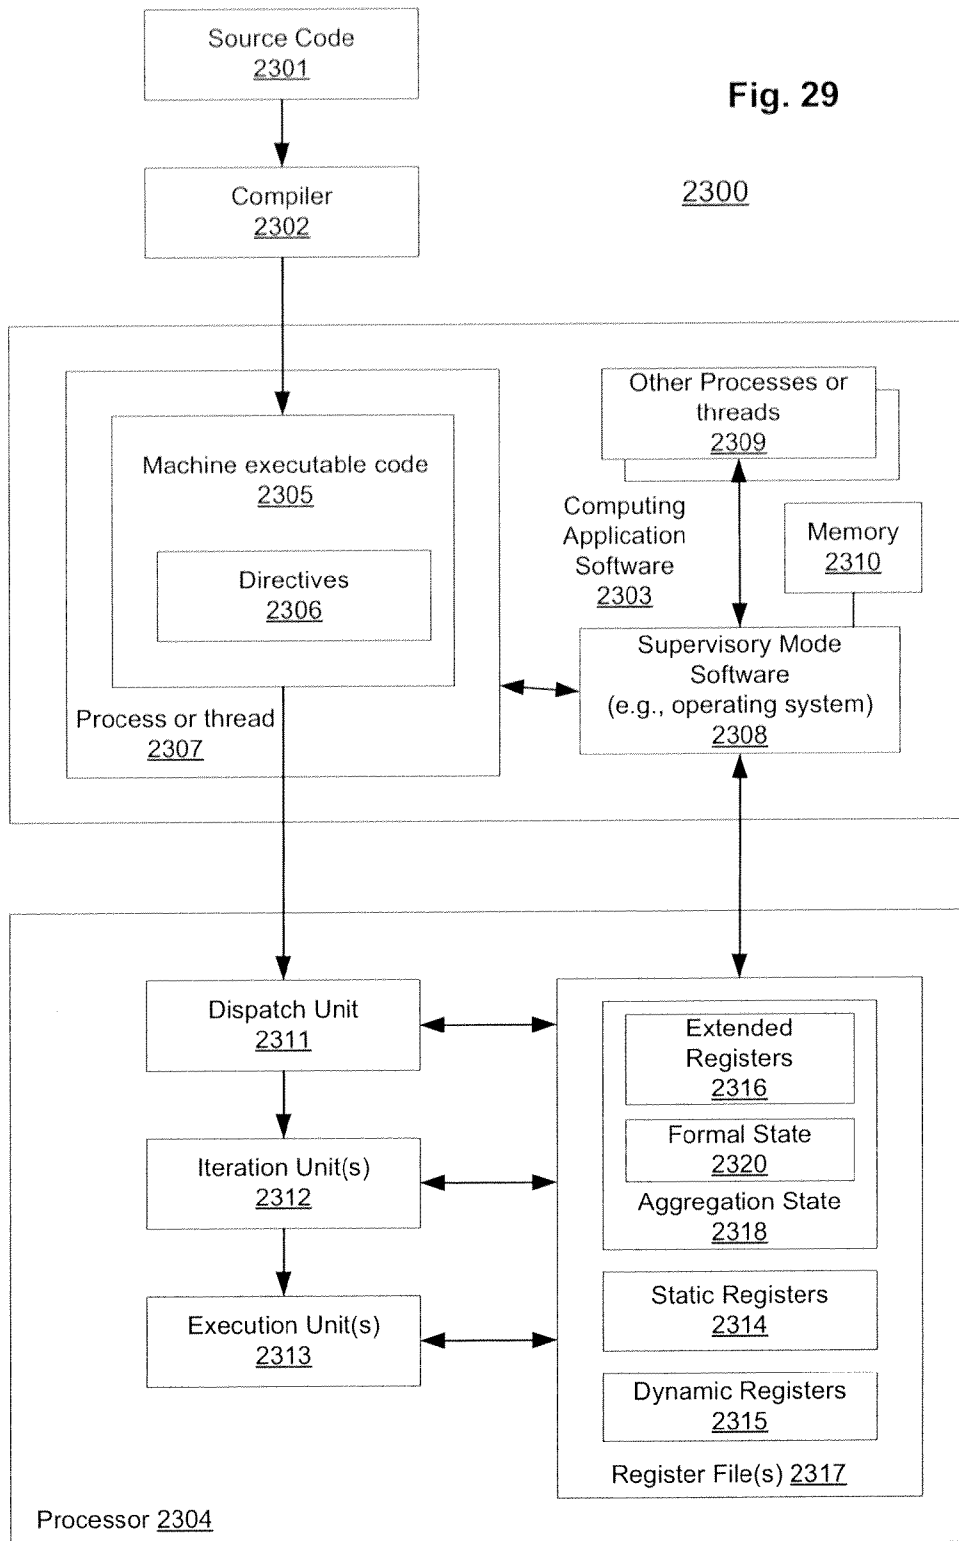 Source Code
2301
Fig. 29
Compiler
2302
2300
Other Processes or
threads
2309
Machine executable code
2305
Computing
Application
Software
2303
Memory
2310
Directives
2306
Supervisory Mode
Software
(e.g., operating system)
2308
Process or thread
2307
Dispatch Unit
2311
Extended
Registers
2316
Formal State
2320
Aggregation State
2318
Iteration Unit(s)
2312
Static Registers
2314
Execution Unit(s)
2313
Dynamic Registers
2315
Register File(s) 2317
Processor 2304